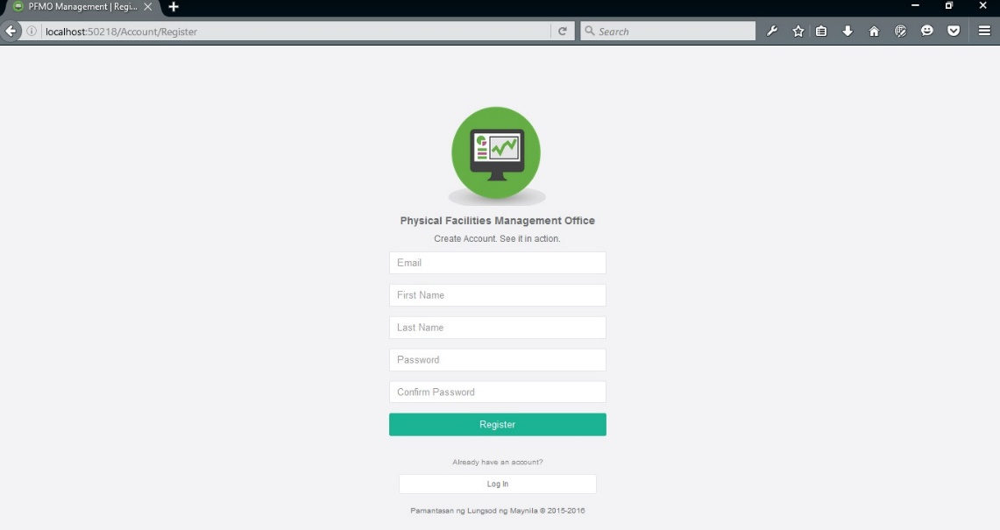 PFMO Management | Regi...
localhost:50218/Account/Register
Search
Physical Facilities Management Office
Create Account. See it in action.
Email
First Name
Last Name
Password
Confirm Password
Register
Already have an account?
Log In
Pamantasan ng Lungsod ng Maynila © 2015-2016